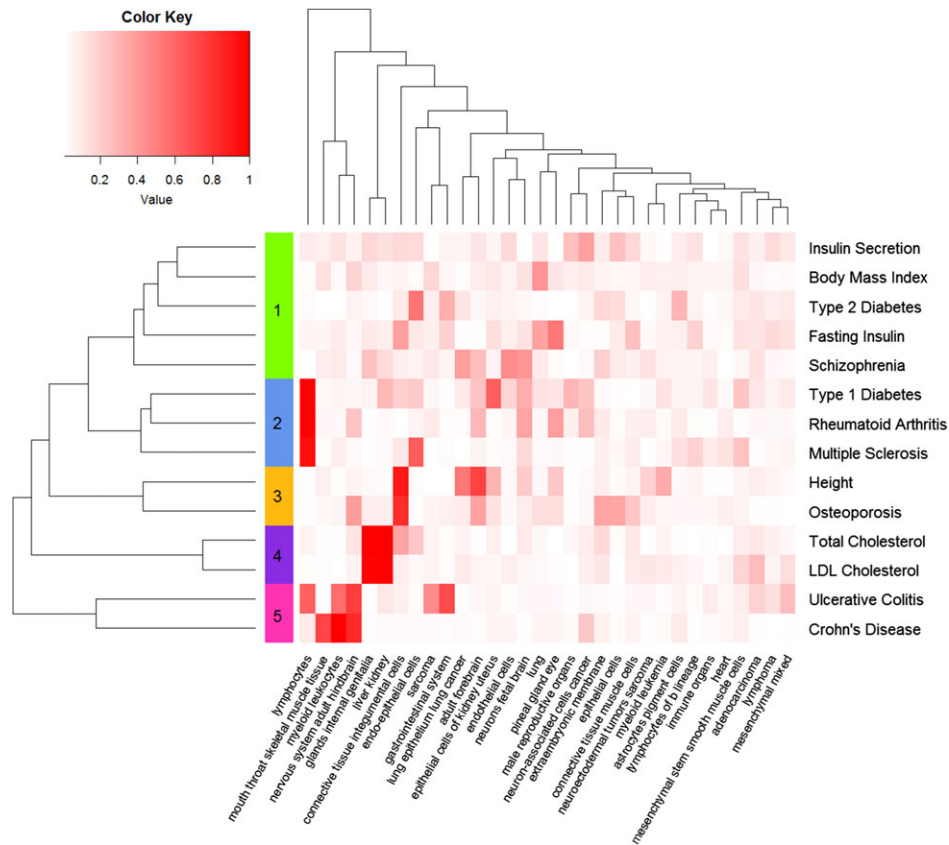 Color Key
0.2 0.4 0.6 0.8 1
Value
1
2
3
4
5
Insulin Secretion
Body Mass Index
Type 2 Diabetes
Fasting Insulin
Schizophrenia
Type 1 Diabetes
Rheumatoid Arthritis
Multiple Sclerosis
Height
Osteoporosis
Total Cholesterol
LDL Cholesterol
Ulcerative Colitis
Crohn's Disease
lymphocytes
mouth throat skeletal muscle tissue
myeloid leukocytes
nervous system adult hindbrain
glands internal genitalia
liver kidney
connective tissue integumental cells
endo-epithelial cells
sarcoma
gastrointestinal system
lung epithelium lung cancer
adult forebrain
epithelial cells of kidney uterus
endothelial cells
neurons fetal brain
lung
pineal gland eye
male reproductive organs
neuron-associated cells cancer
extraembryonic membrane
epithelial cells
connective tissue muscle cells
neuroectodermal tumors sarcoma
myeloid leukemia
astrocytes pigment cells
lymphocytes of lineage
immune organs
heart
mesenchymal stem smooth muscle cells
adenocarcinoma
lymphoma
mesenchymal mixed